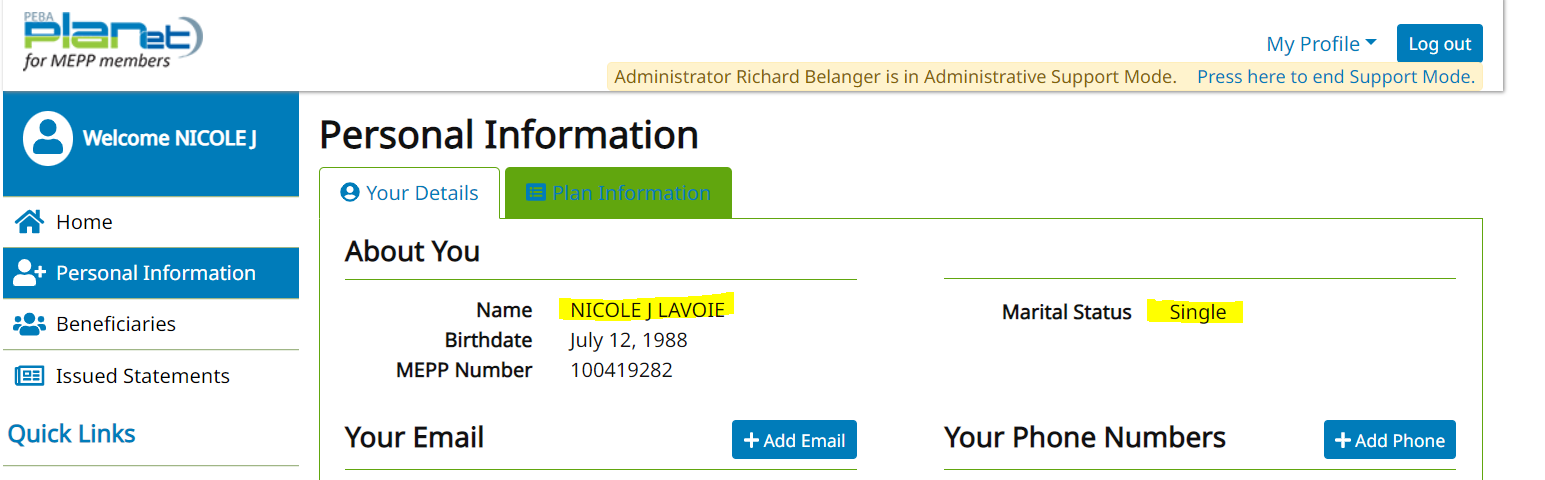 PEBA
planet
for MEPP members
My Profile
Log out
Administrator Richard Belanger is in Administrative Support Mode. Press here to end Support Mode.
Welcome NICOLE J
Home
Personal Information
Beneficiaries
Issued Statements
Quick Links
Personal Information
Your Details
Plan Information
About You
Name NICOLE J LAVOIE
Birthdate July 12, 1988
MEPP Number 100419282
Marital Status Single
Your Email
+ Add Email
Your Phone Numbers
+ Add Phone